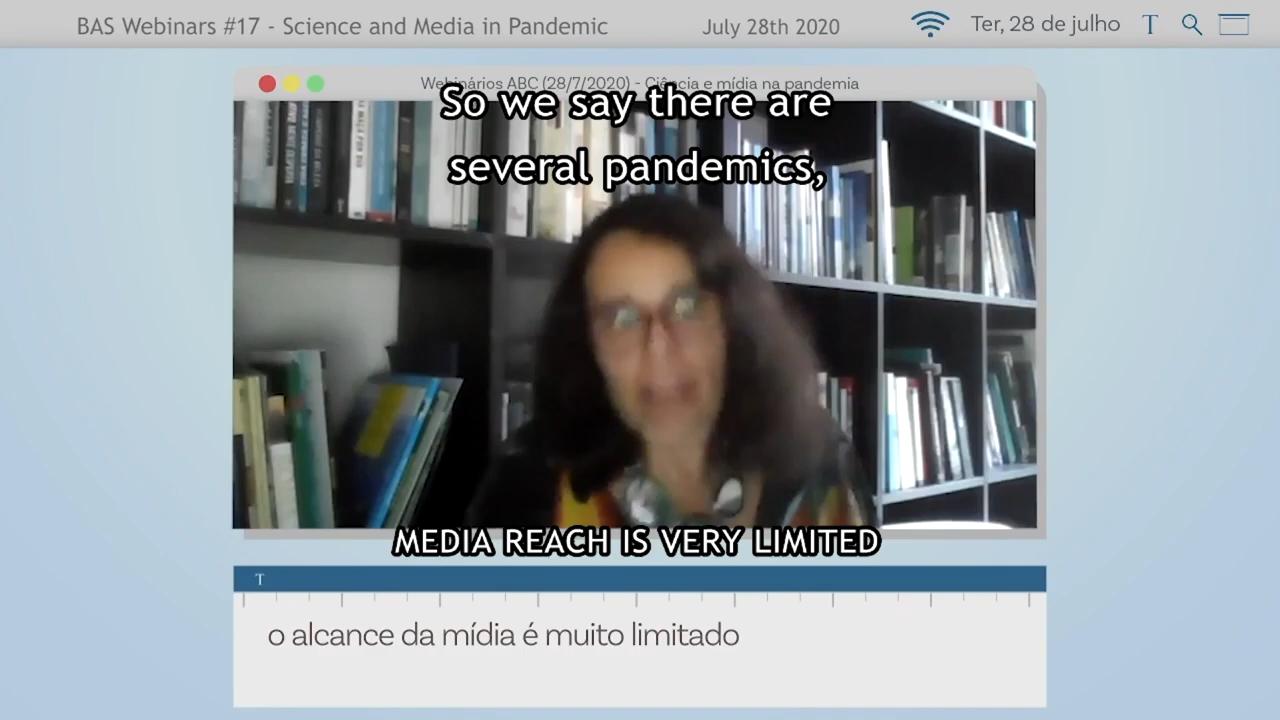 BAS Webinars #17 - Science and Media in Pandemic July 28th 2020 Ter, 28 de julho T
Webinários ABC (28/7/2020) - Ciência e mídia na pandemia
So we say there are
several pandemics,
MEDIA REACH IS VERY LIMITED
T
o alcance da mídia é muito limitado